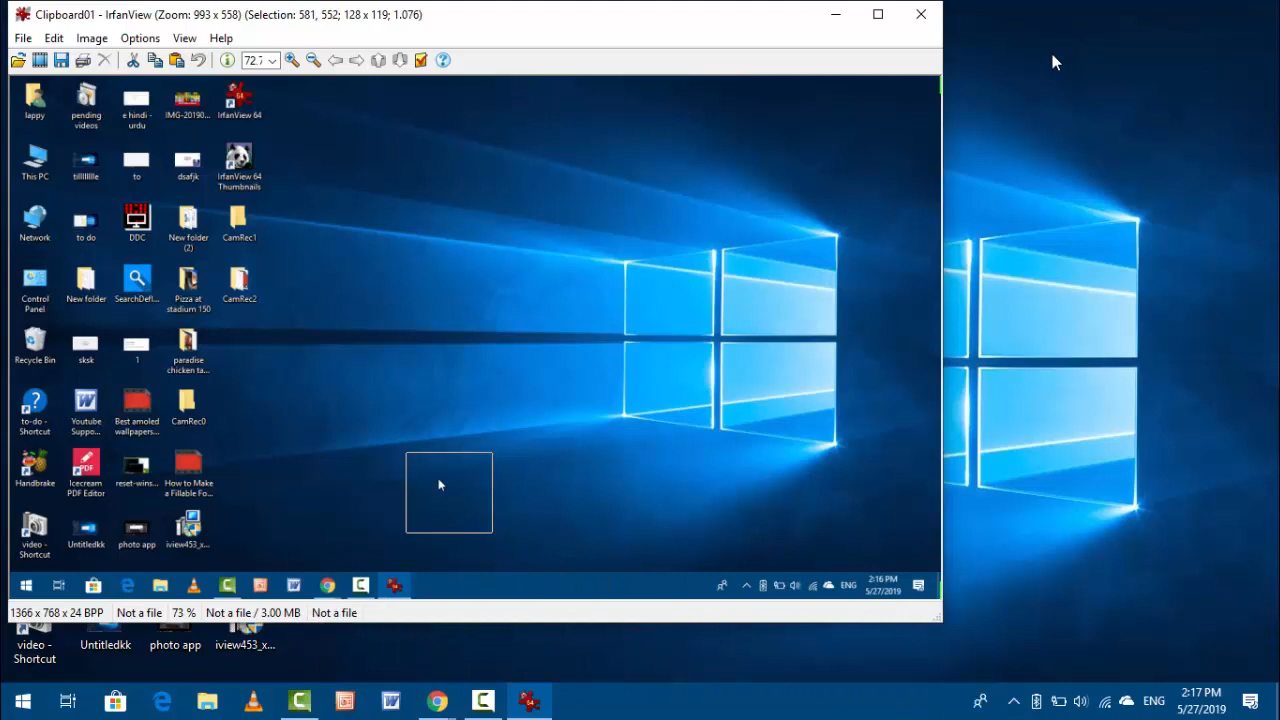 Clipboard01 - IrfanView (Zoom: 993 x 558) (Selection: 581, 552; 128 x 119; 1.076)
File Edit Image Options View Help
72.7
lappy
pending videos
e hindi - urdu
IMG-20190...
IrfanView 64
This PC
tillllllllle
to
dsafjk
IrfanView 64 Thumbnails
Network
to do
DDC
New folder (2)
CamRec1
Control Panel
New folder
SearchDefl...
Pizza at stadium 150
CamRec2
Recycle Bin
sksk
1
paradise chicken ta...
to-do - Shortcut
Youtube Suppo...
Best amoled wallpapers...
CamRec0
Handbrake
Icecream PDF Editor
reset-wins...
How to Make a Fillable Fo...
video - Shortcut
Untitledkk
photo app
iview453_x...
ENG
2:16 PM
5/27/2019
1366 x 768 x 24 BPP Not a file 73 % Not a file / 3.00 MB Not a file
video - Shortcut
Untitledkk
photo app
iview453_x...
ENG
2:17 PM
5/27/2019